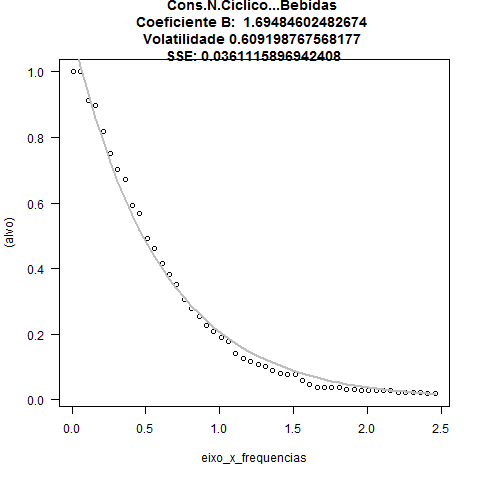 Cons.N.Ciclico...Bebidas
Coeficiente B:  1.69484602482674
Volatilidade 0.609198767568177
SSE: 0.0361115896942408
1.0
0.8
0.6
0.4
0.2
0.0
(alvo)
0.0 0.5 1.0 1.5 2.0 2.5
eixo_x_frequencias